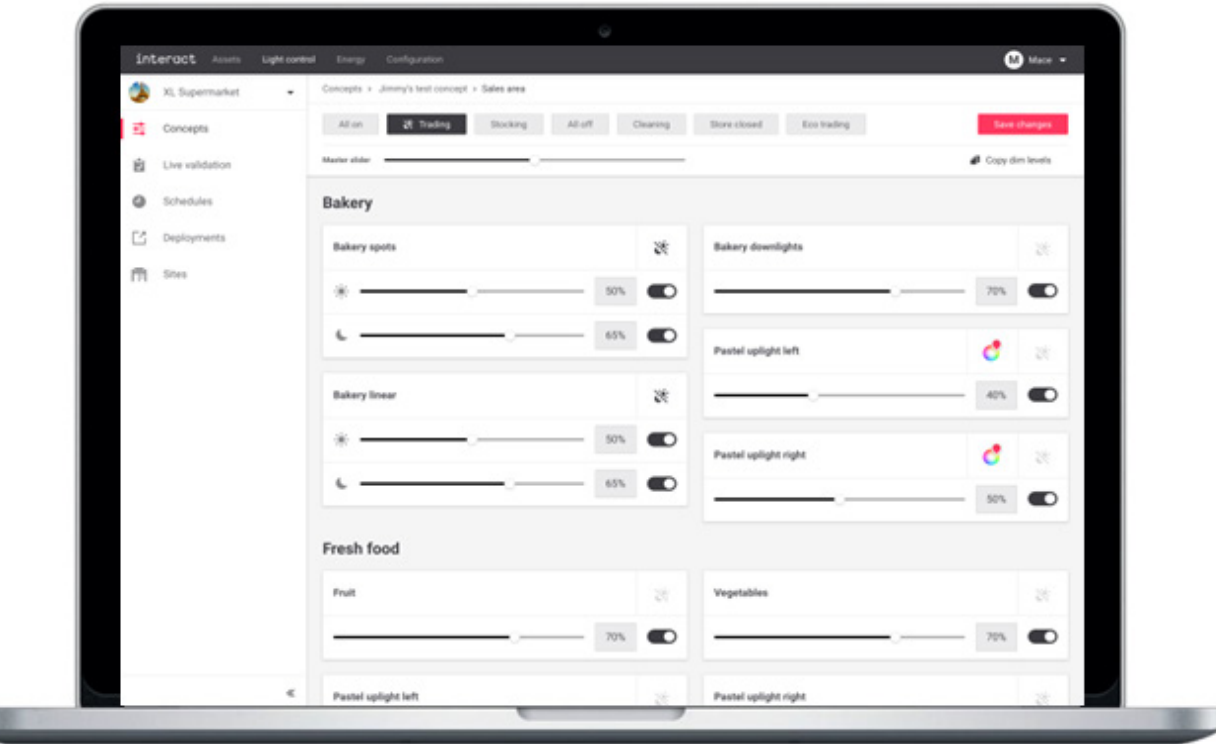 interact Assets Light control Energy Configuration M Mace
XL Supermarket
Concepts > Jimmy's test concept > Sales area
Concepts
Live validation
Schedules
Deployments
Sites
All on Trading Stocking All off Cleaning Store closed Eco trading Save changes
Master slider Copy dim levels
Bakery
Bakery spots
50%
65%
Bakery linear
50%
65%
Bakery downlights
70%
Pastel uplight left
40%
Pastel uplight right
50%
Fresh food
Fruit
70%
Vegetables
70%
Pastel uplight left
Pastel uplight right